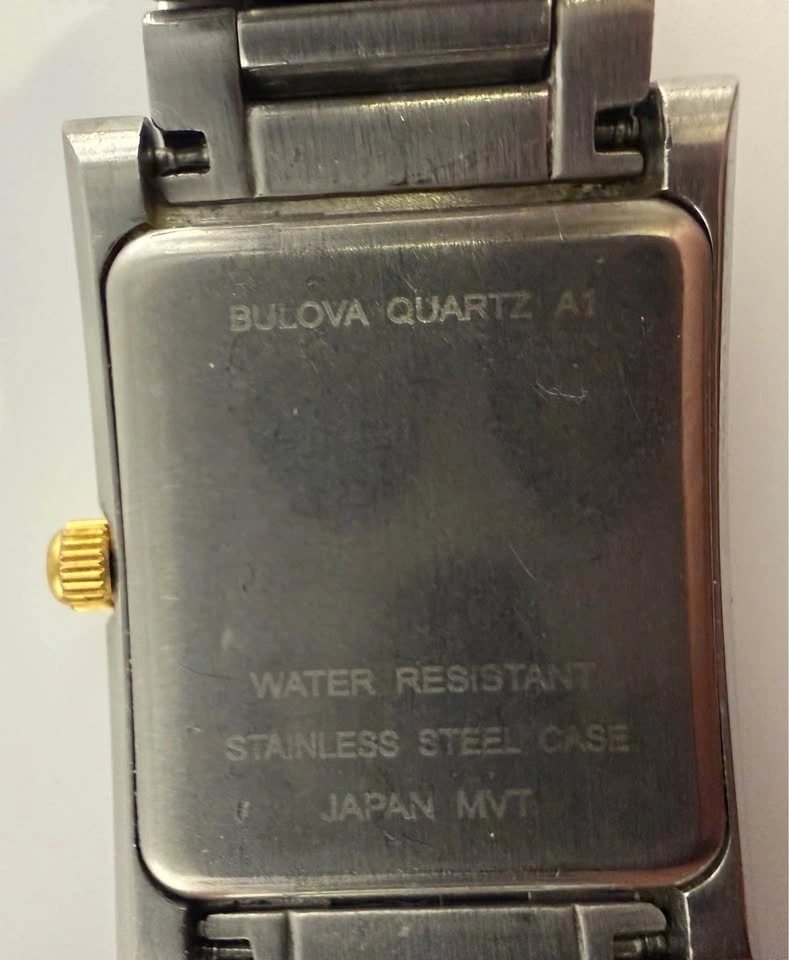 BULOVA QUARTZ A1
WATER RESISTANT
STAINLESS STEEL CASE
JAPAN MVT